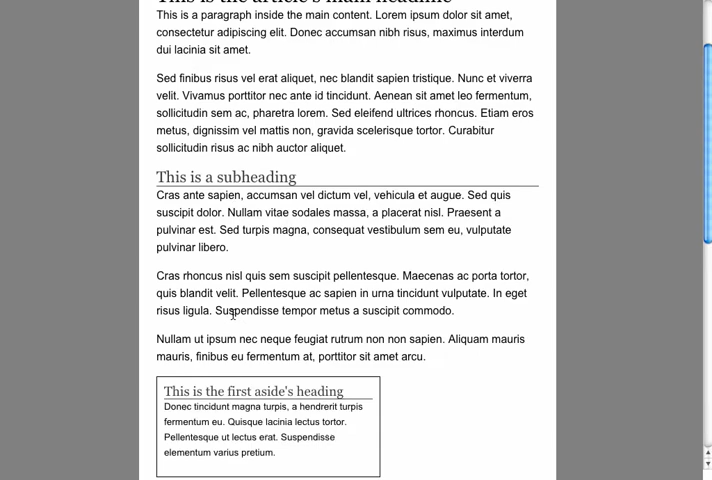 This is the article's main headline
This is a paragraph inside the main content. Lorem ipsum dolor sit amet,
consectetur adipiscing elit. Donec accumsan nibh risus, maximus interdum
dui lacinia sit amet.
Sed finibus risus vel erat aliquet, nec blandit sapien tristique. Nunc et viverra
velit. Vivamus porttitor nec ante id tincidunt. Aenean sit amet leo fermentum,
sollicitudin sem ac, pharetra lorem. Sed eleifend ultrices rhoncus. Etiam eros
metus, dignissim vel mattis non, gravida scelerisque tortor. Curabitur
sollicitudin risus ac nibh auctor aliquet.
This is a subheading
Cras ante sapien, accumsan vel dictum vel, vehicula et augue. Sed quis
suscipit dolor. Nullam vitae sodales massa, a placerat nisl. Praesent a
pulvinar est. Sed turpis magna, consequat vestibulum sem eu, vulputate
pulvinar libero.
Cras rhoncus nisl quis sem suscipit pellentesque. Maecenas ac porta tortor,
quis blandit velit. Pellentesque ac sapien in urna tincidunt vulputate. In eget
risus ligula. Suspendisse tempor metus a suscipit commodo.
Nullam ut ipsum nec neque feugiat rutrum non non sapien. Aliquam mauris
mauris, finibus eu fermentum at, porttitor sit amet arcu.
This is the first aside's heading
Donec tincidunt magna turpis, a hendrerit turpis
fermentum eu. Quisque lacinia lectus tortor.
Pellentesque ut lectus erat. Suspendisse
elementum varius pretium.